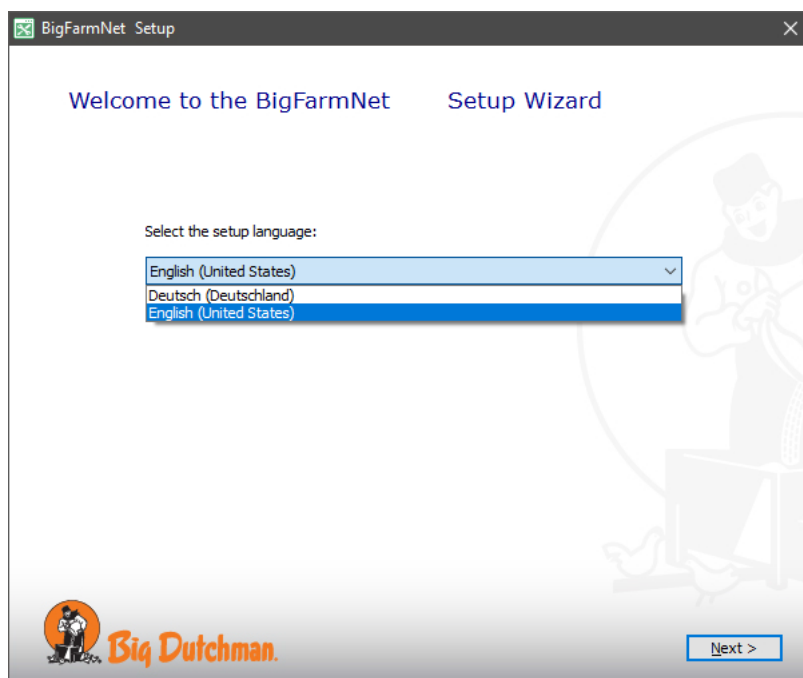 BigFarmNet Setup
Welcome to the BigFarmNet Setup Wizard
Select the setup language:
English (United States)
Deutsch (Deutschland)
English (United States)
Big Dutchman.
Next >